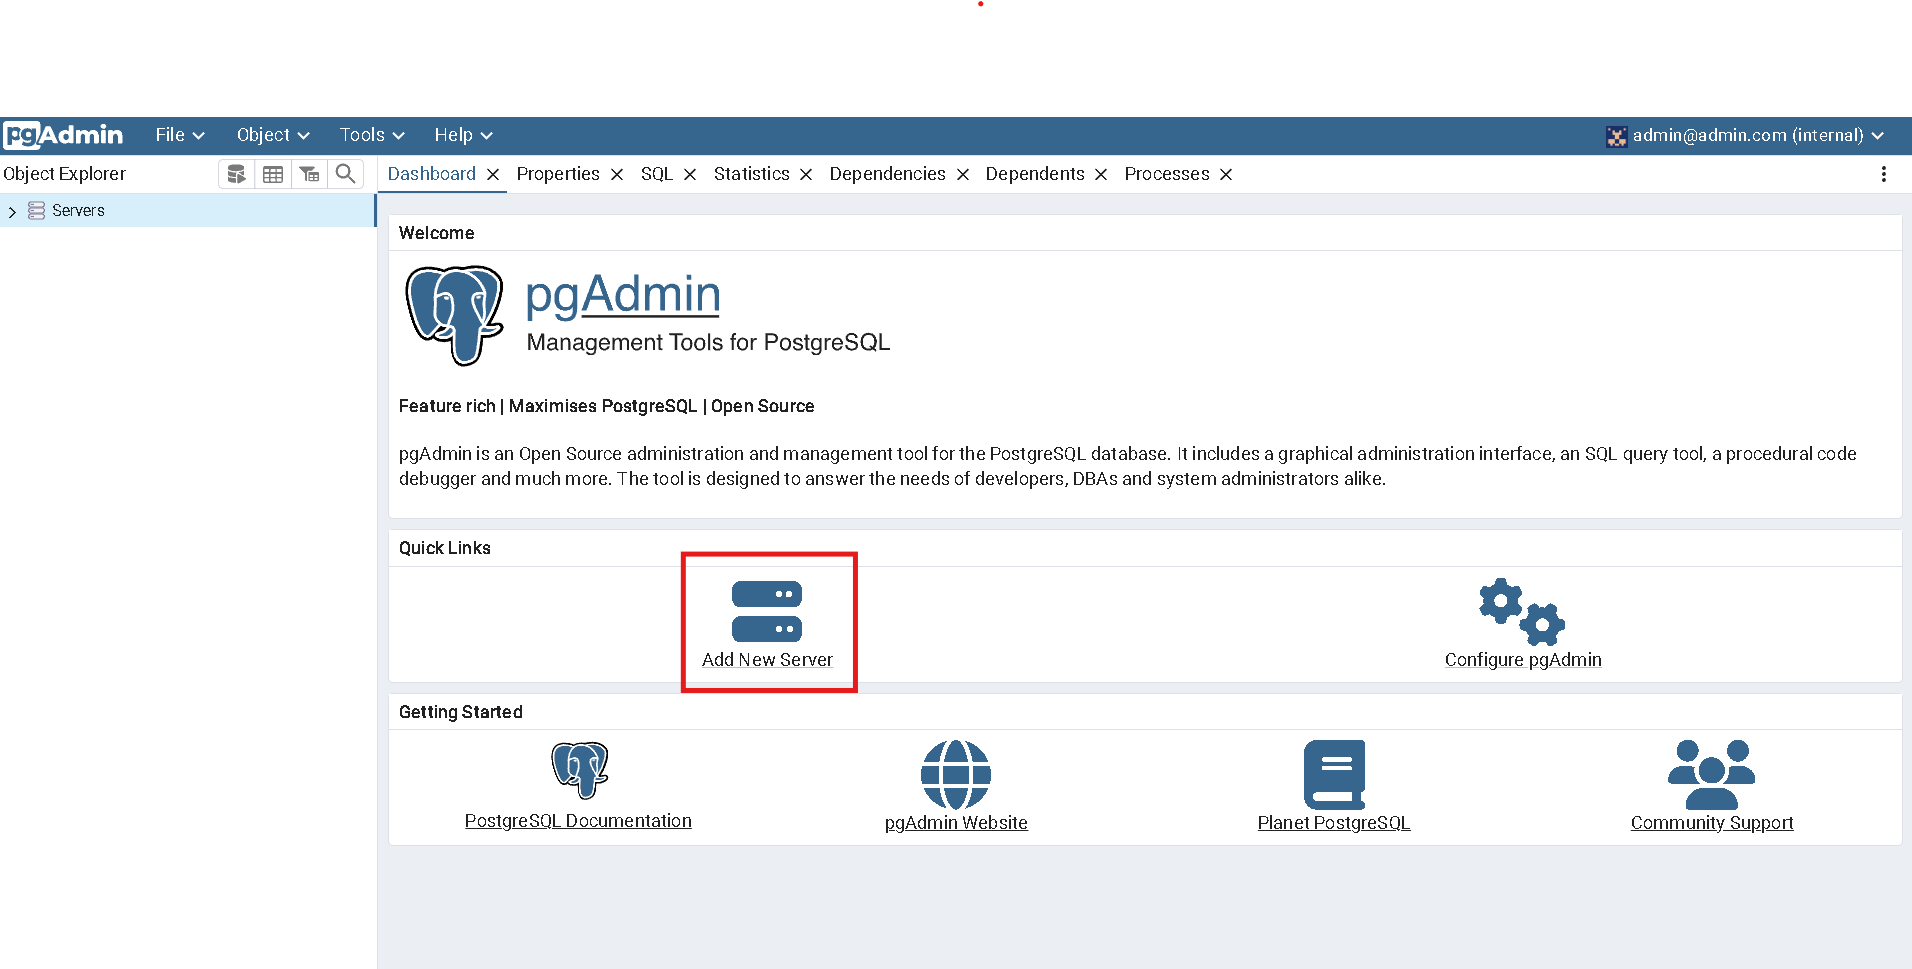 pgAdmin File Object Tools Help admin@admin.com (internal)
Object Explorer Dashboard Properties SQL Statistics Dependencies Dependents Processes
Servers
Welcome
pgAdmin
Management Tools for PostgreSQL
Feature rich | Maximises PostgreSQL | Open Source
pgAdmin is an Open Source administration and management tool for the PostgreSQL database. It includes a graphical administration interface, an SQL query tool, a procedural code
debugger and much more. The tool is designed to answer the needs of developers, DBAs and system administrators alike.
Quick Links
Add New Server Configure pgAdmin
Getting Started
PostgreSQL Documentation pgAdmin Website Planet PostgreSQL Community Support